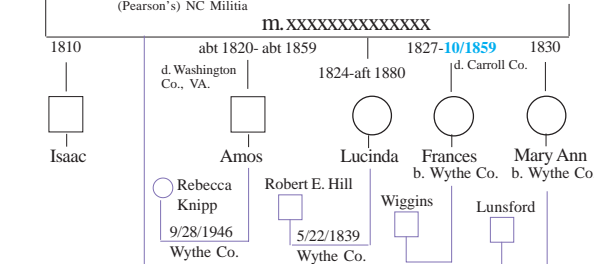 (Pearson's) NC Militia
m. xxxxxxxxxxxxxx
1810
abt 1820- abt 1859
1827-10/1859
1830
d. Washington
Co., VA.
1824-aft 1880
d. Carroll Co.
Isaac
Amos
Lucinda
Frances
Mary Ann
b. Wythe Co.
b. Wythe Co
Rebecca
Knipp
Robert E. Hill
Wiggins
Lunsford
9/28/1946
Wythe Co.
5/22/1839
Wythe Co.